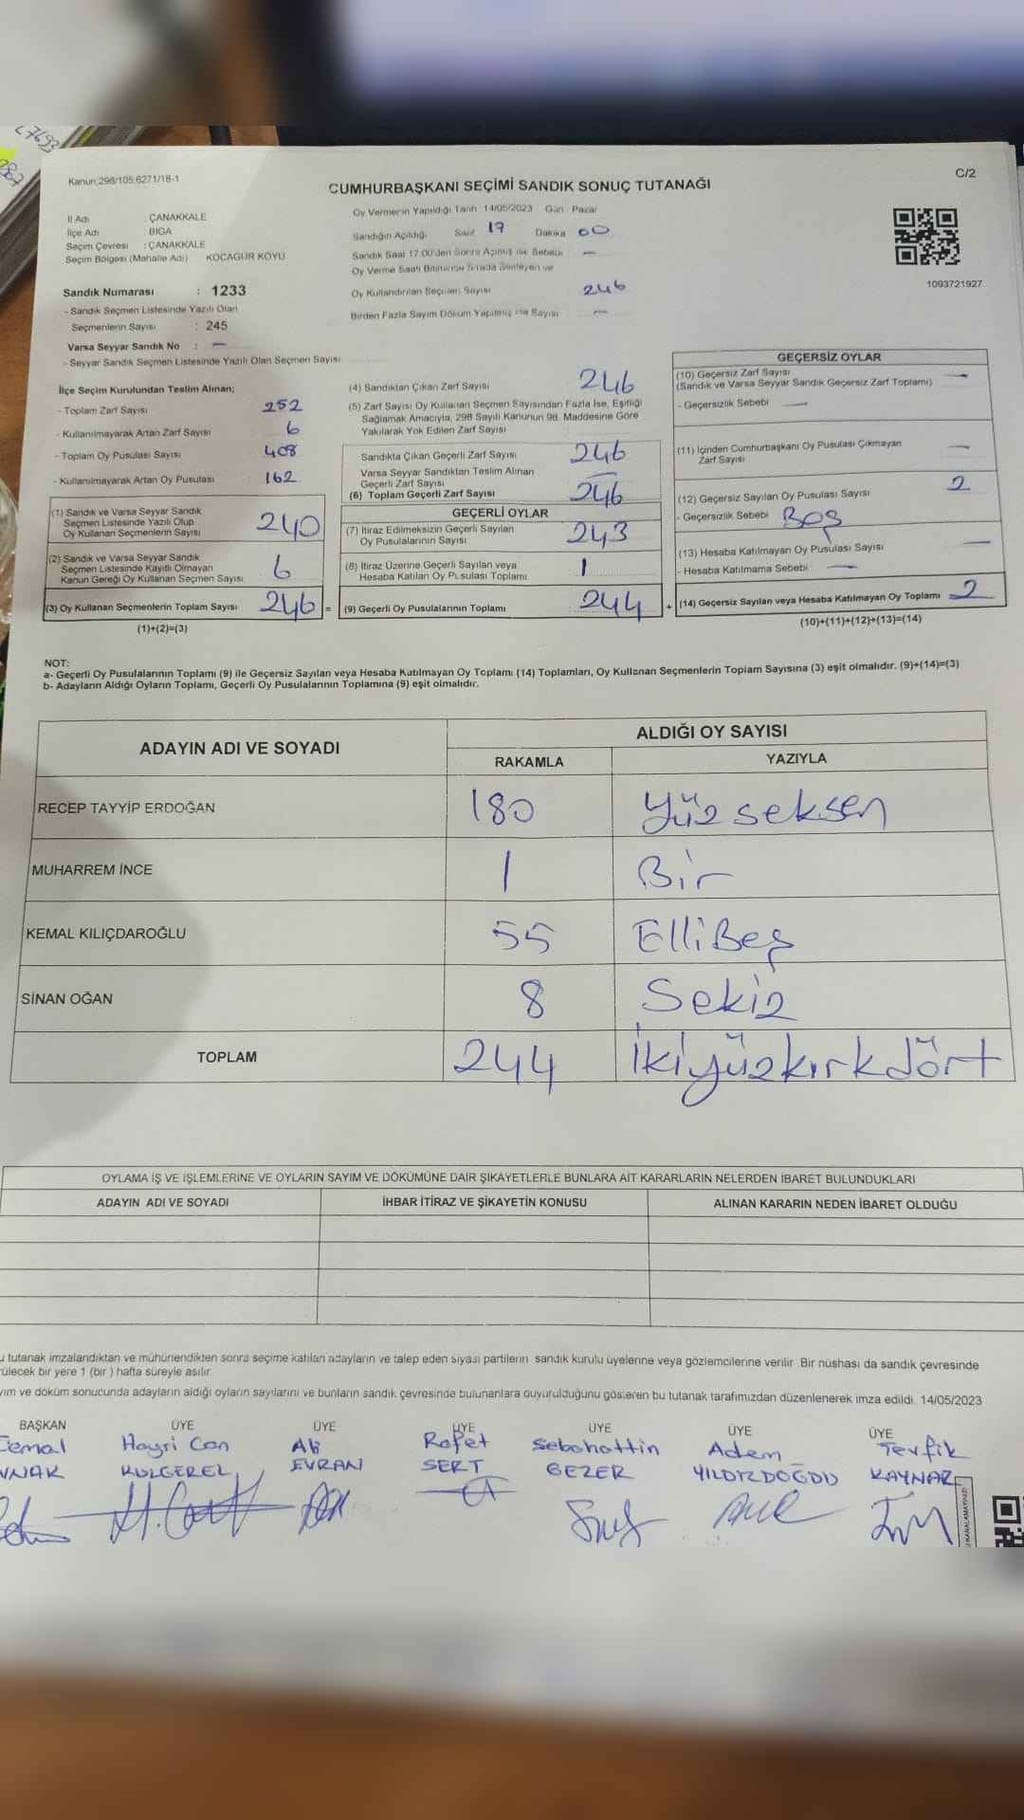 Kanun:298/105,6271/18-1
C/2
CUMHURBAŞKANI SEÇİMİ SANDIK SONUÇ TUTANAĞI
İl Adı : ÇANAKKALE
İlçe Adı : BİGA
Seçim Çevresi : ÇANAKKALE
Seçim Bölgesi (Mahalle Adı) KOCAGÜR KÖYÜ
Sandık Numarası : 1233
- Sandık Seçmen Listesinde Yazılı Olan
Seçmenlerin Sayısı : 245
Varsa Seyyar Sandık No : -
- Seyyar Sandık Seçmen Listesinde Yazılı Olan Seçmen Sayısı
Oy Vermenin Yapıldığı Tarih 14/05/2023 Gün : Pazar
Sandığın Açıldığı Saat 17 Dakika 00
Sandık Saat 17.00'den Sonra Açılmış ise Sebebi -
Oy Verme Saati Bitiminde Sırada Bekleyen ve
Oy Kullandırılan Seçmen Sayısı 246
Birden Fazla Sayım Döküm Yapılmış ise Sayısı -
1093721927
İlçe Seçim Kurulundan Teslim Alınan;
- Toplam Zarf Sayısı 252
- Kullanılmayarak Artan Zarf Sayısı 6
- Toplam Oy Pusulası Sayısı 408
- Kullanılmayarak Artan Oy Pusulası 162
(1) Sandık ve Varsa Seyyar Sandık
Seçmen Listesinde Yazılı Olup
Oy Kullanan Seçmenlerin Sayısı 240
(2) Sandık ve Varsa Seyyar Sandık
Seçmen Listesinde Kayıtlı Olmayan
Kanun Gereği Oy Kullanan Seçmen Sayısı 6
(3) Oy Kullanan Seçmenlerin Toplam Sayısı 246 =
(1)+(2)=(3)
(4) Sandıktan Çıkan Zarf Sayısı 246
(5) Zarf Sayısı Oy Kullanan Seçmen Sayısından Fazla İse, Eşitliği
Sağlamak Amacıyla, 298 Sayılı Kanunun 98. Maddesine Göre
Yakılarak Yok Edilen Zarf Sayısı
Sandıkta Çıkan Geçerli Zarf Sayısı 246
Varsa Seyyar Sandıktan Teslim Alınan
Geçerli Zarf Sayısı -
(6) Toplam Geçerli Zarf Sayısı 246
GEÇERLİ OYLAR
(7) İtiraz Edilmeksizin Geçerli Sayılan
Oy Pusulalarının Sayısı 243
(8) İtiraz Üzerine Geçerli Sayılan veya
Hesaba Katılan Oy Pusulası Toplamı 1
(9) Geçerli Oy Pusulalarının Toplamı 244 +
GEÇERSİZ OYLAR
(10) Geçersiz Zarf Sayısı -
(Sandık ve Varsa Seyyar Sandık Geçersiz Zarf Toplamı)
- Geçersizlik Sebebi -
(11) İçinden Cumhurbaşkanı Oy Pusulası Çıkmayan
Zarf Sayısı -
(12) Geçersiz Sayılan Oy Pusulası Sayısı 2
- Geçersizlik Sebebi Boş
(13) Hesaba Katılmayan Oy Pusulası Sayısı -
- Hesaba Katılmama Sebebi -
(14) Geçersiz Sayılan veya Hesaba Katılmayan Oy Toplamı 2
(10)+(11)+(12)+(13)=(14)
NOT:
a- Geçerli Oy Pusulalarının Toplamı (9) ile Geçersiz Sayılan veya Hesaba Katılmayan Oy Toplamı (14) Toplamları, Oy Kullanan Seçmenlerin Toplam Sayısına (3) eşit olmalıdır. (9)+(14)=(3)
b- Adayların Aldığı Oyların Toplamı, Geçerli Oy Pusulalarının Toplamına (9) eşit olmalıdır.
ADAYIN ADI VE SOYADI
ALDIĞI OY SAYISI
RAKAMLA YAZIYLA
RECEP TAYYİP ERDOĞAN 180 Yüz seksen
MUHARREM İNCE 1 Bir
KEMAL KILIÇDAROĞLU 55 ElliBeş
SİNAN OĞAN 8 Sekiz
TOPLAM 244 İkiyüzkırkdört
OYLAMA İŞ VE İŞLEMLERİNE VE OYLARIN SAYIM VE DÖKÜMÜNE DAİR ŞİKAYETLERLE BUNLARA AİT KARARLARIN NELERDEN İBARET BULUNDUKLARI
ADAYIN ADI VE SOYADI İHBAR İTİRAZ VE ŞİKAYETİN KONUSU ALINAN KARARIN NEDEN İBARET OLDUĞU
tutanak imzalandıktan ve mühürlendikten sonra seçime katılan adayların ve talep eden siyasi partilerin sandık kurulu üyelerine veya gözlemcilerine verilir. Bir nüshası da sandık çevresinde
bir yere 1 (bir) hafta süreyle asılır.
ve döküm sonucunda adayların aldığı oyların sayılarını ve bunların sandık çevresinde bulunanlara duyurulduğunu gösteren bu tutanak tarafımızdan düzenlenerek imza edildi. 14/05/2023
BAŞKAN ÜYE ÜYE ÜYE ÜYE ÜYE ÜYE
Cemal Hayri Can Ali Rafet Sebahattin Adem Tevfik
KULGEREL EVRAN SERT GEZER YILDIZDOĞDU KAYNAR